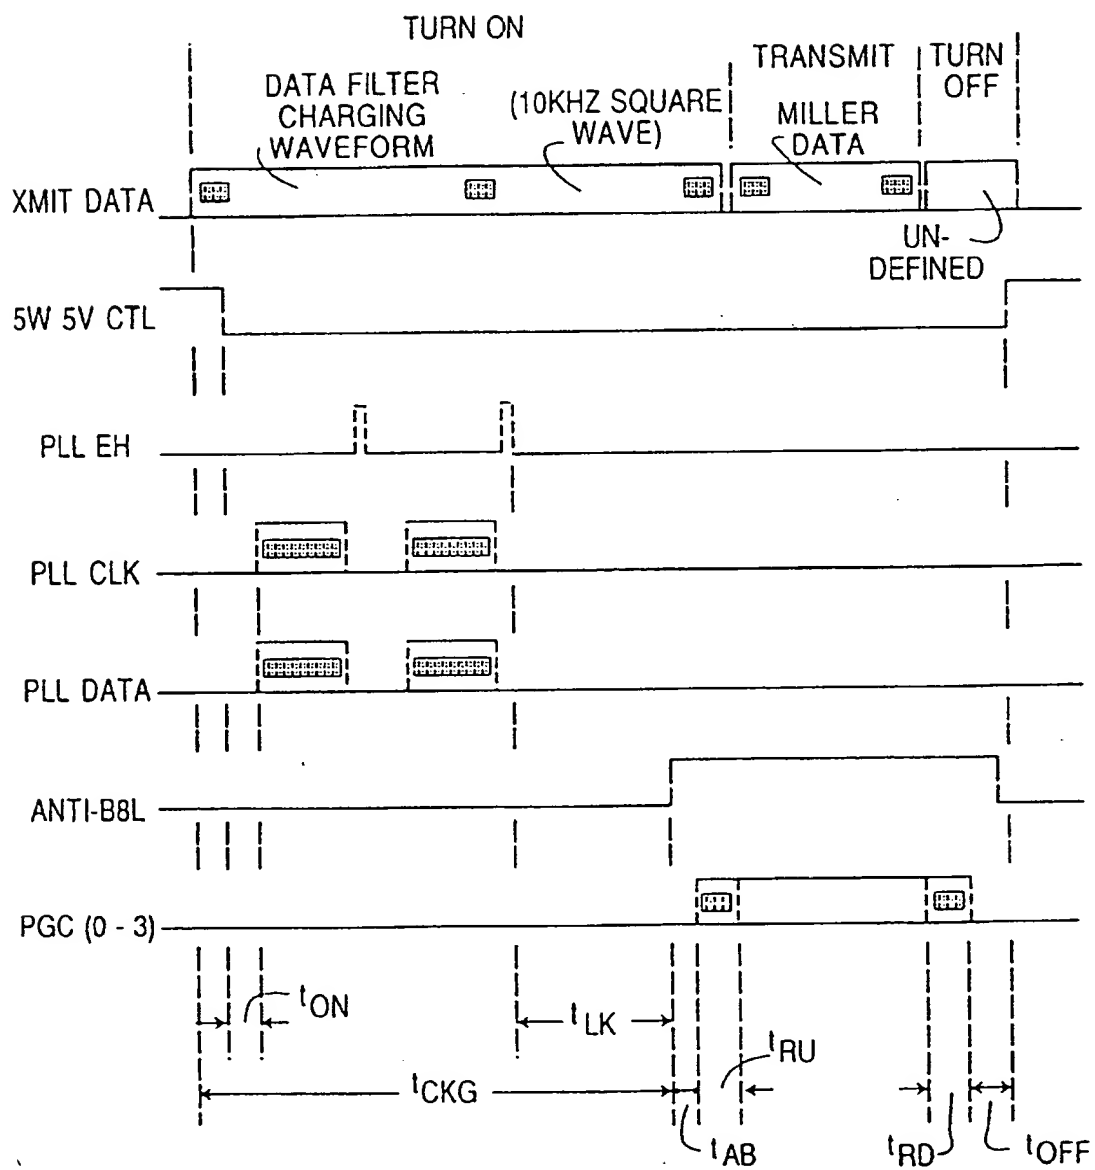 TURN ON
TRANSMIT
TURN
OFF
DATA FILTER
CHARGING
WAVEFORM
(10KHZ SQUARE
WAVE)
MILLER
DATA
XMIT DATA
UN-
DEFINED
5W 5V CTL
PLL EH
PLL CLK
PLL DATA
ANTI-B8L
PGC (0 - 3)
tON
tLK
tRU
tCKG
tAB
tRD
tOFF